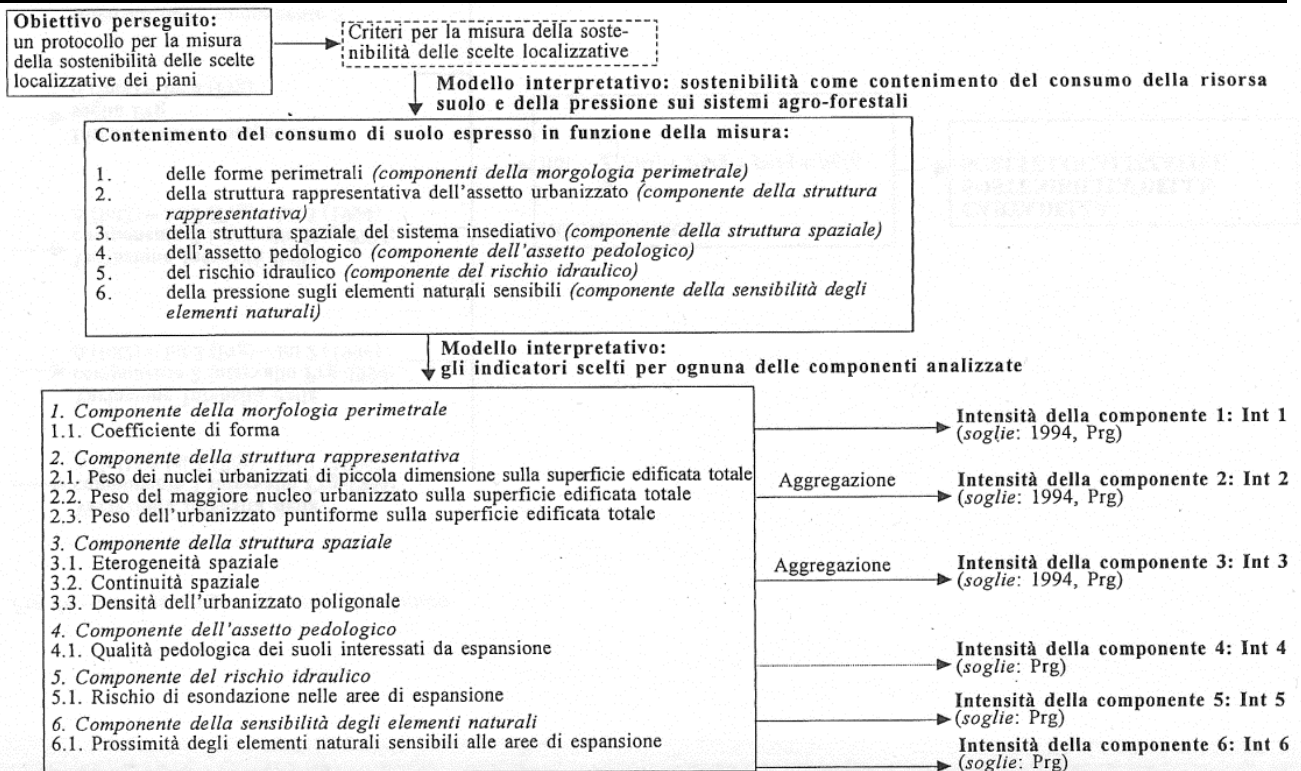 Obiettivo perseguito:
un protocollo per la misura
della sostenibilità delle scelte
localizzative dei piani
Criteri per la misura della soste-
nibilità delle scelte localizzative
Modello interpretativo: sostenibilità come contenimento del consumo della risorsa
suolo e della pressione sui sistemi agro-forestali
Contenimento del consumo di suolo espresso in funzione della misura:
1. delle forme perimetrali (componenti della morgologia perimetrale)
2. della struttura rappresentativa dell'assetto urbanizzato (componente della struttura
rappresentativa)
3. della struttura spaziale del sistema insediativo (componente della struttura spaziale)
4. dell'assetto pedologico (componente dell'assetto pedologico)
5. del rischio idraulico (componente del rischio idraulico)
6. della pressione sugli elementi naturali sensibili (componente della sensibilità degli
elementi naturali)
Modello interpretativo:
gli indicatori scelti per ognuna delle componenti analizzate
1. Componente della morfologia perimetrale
1.1. Coefficiente di forma
2. Componente della struttura rappresentativa
2.1. Peso dei nuclei urbanizzati di piccola dimensione sulla superficie edificata totale
2.2. Peso del maggiore nucleo urbanizzato sulla superficie edificata totale
2.3. Peso dell'urbanizzato puntiforme sulla superficie edificata totale
3. Componente della struttura spaziale
3.1. Eterogeneità spaziale
3.2. Continuità spaziale
3.3. Densità dell'urbanizzato poligonale
4. Componente dell'assetto pedologico
4.1. Qualità pedologica dei suoli interessati da espansione
5. Componente del rischio idraulico
5.1. Rischio di esondazione nelle aree di espansione
6. Componente della sensibilità degli elementi naturali
6.1. Prossimità degli elementi naturali sensibili alle aree di espansione
Intensità della componente 1: Int 1
(soglie: 1994, Prg)
Aggregazione
Intensità della componente 2: Int 2
(soglie: 1994, Prg)
Aggregazione
Intensità della componente 3: Int 3
(soglie: 1994, Prg)
Intensità della componente 4: Int 4
(soglie: Prg)
Intensità della componente 5: Int 5
(soglie: Prg)
Intensità della componente 6: Int 6
(soglie: Prg)